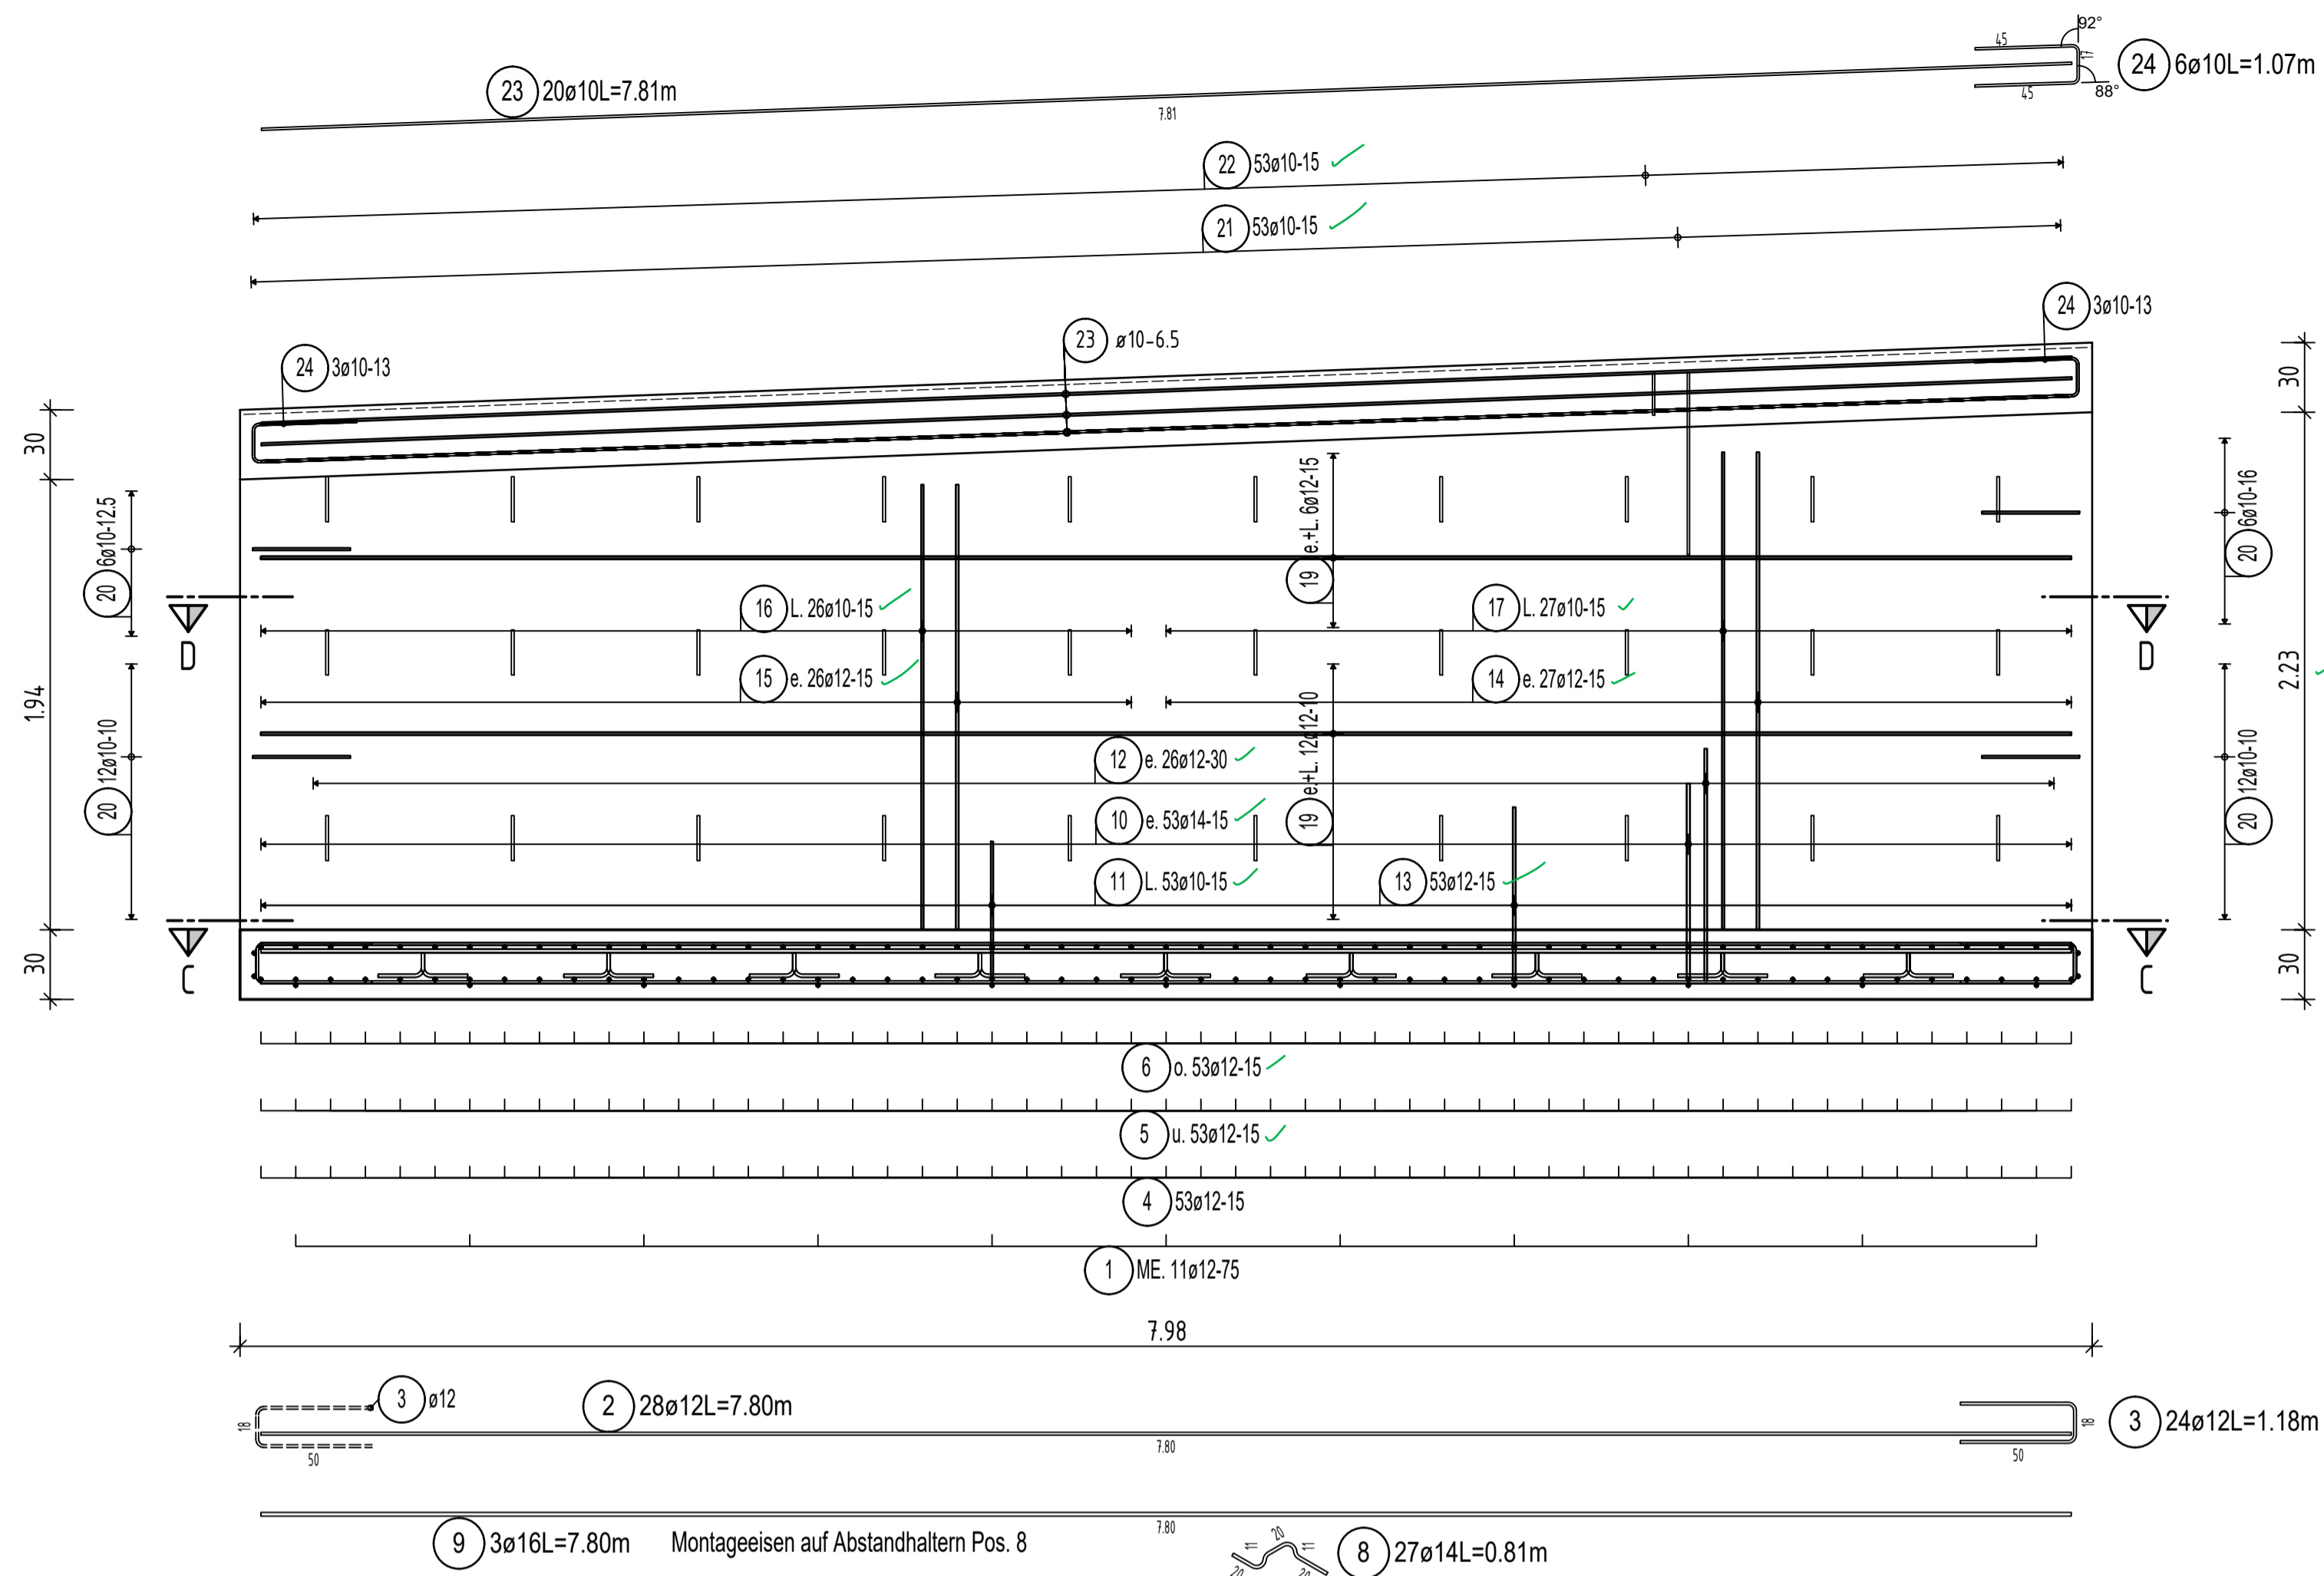 92°
45
17
24 6ø10L=1.07m
23 20ø10L=7.81m
45
88°
7.81
22 53ø10-15
21 53ø10-15
24 3ø10-13
23 ø10-6.5
24 3ø10-13
30
30
20 6ø10-12.5
19 e.+L. 6ø12-15
20 6ø10-16
16 L. 26ø10-15
17 L. 27ø10-15
D
D
15 e. 26ø12-15
14 e. 27ø12-15
1.94
2.23
20 12ø10-10
19 e.+L. 12ø12-10
20 12ø10-10
12 e. 26ø12-30
10 e. 53ø14-15
11 L. 53ø10-15
13 53ø12-15
30
C
C
30
6 o. 53ø12-15
5 u. 53ø12-15
4 53ø12-15
1 ME. 11ø12-75
7.98
3 ø12
2 28ø12L=7.80m
18
18
3 24ø12L=1.18m
50
7.80
50
7.80
9 3ø16L=7.80m Montageeisen auf Abstandhaltern Pos. 8
20
11
11
8 27ø14L=0.81m
20
20